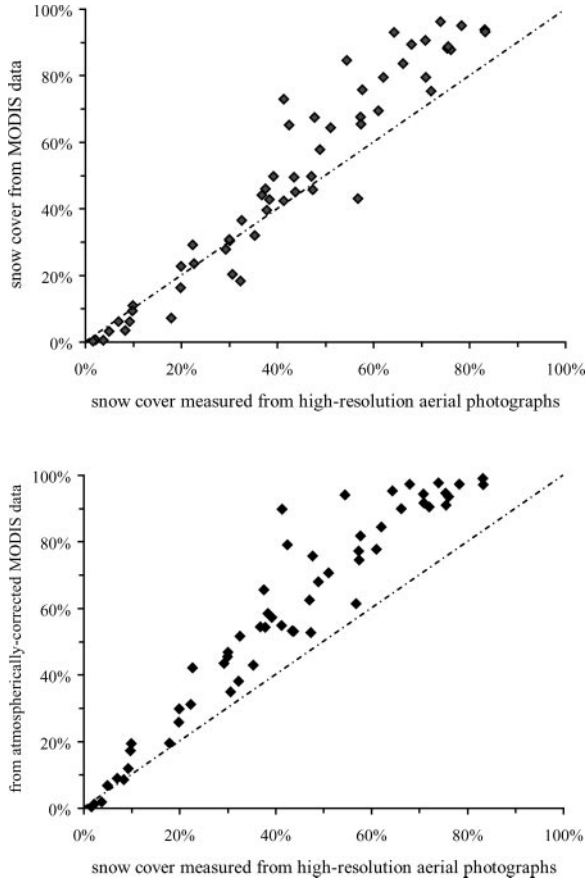 100%
80%
60%
40%
20%
0%
snow cover from MODIS data
0% 20% 40% 60% 80% 100%
snow cover measured from high-resolution aerial photographs
100%
80%
60%
40%
20%
0%
from atmospherically-corrected MODIS data
0% 20% 40% 60% 80% 100%
snow cover measured from high-resolution aerial photographs